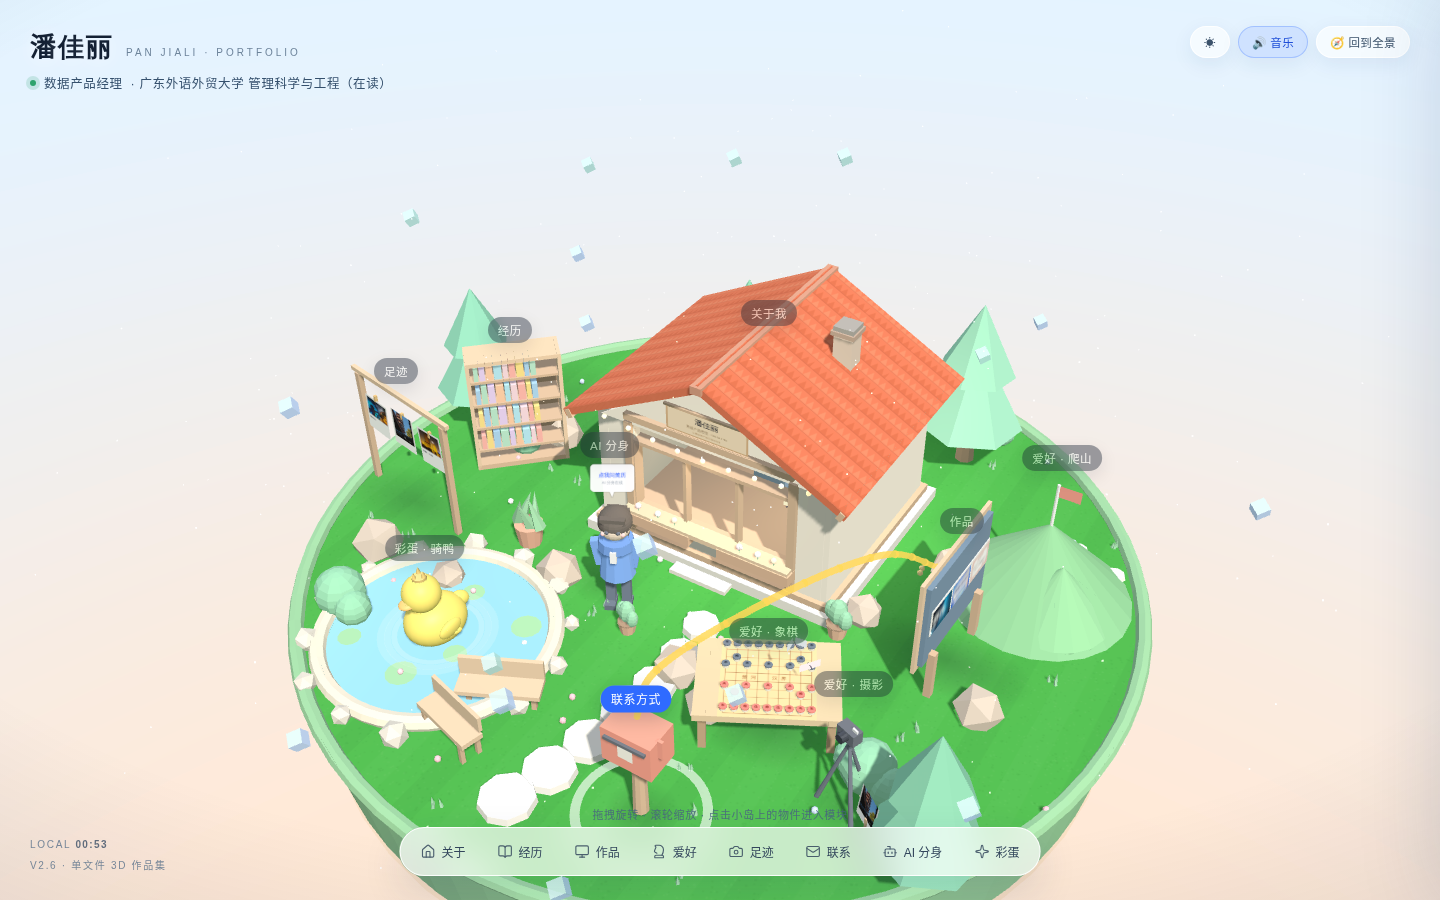 潘佳丽 PAN JIALI · PORTFOLIO
数据产品经理 · 广东外语外贸大学 管理科学与工程（在读）
音乐
回到全景
关于我
经历
足迹
AI 分身
爱好 · 爬山
作品
彩蛋 · 骑鸭
潘佳丽
爱好 · 象棋
爱好 · 摄影
联系方式
拖拽旋转 · 滚轮缩放 · 点击小岛上的物件进入模块
LOCAL 00:53
V2.6 · 单文件 3D 作品集
关于 经历 作品 爱好 足迹 联系 AI 分身 彩蛋